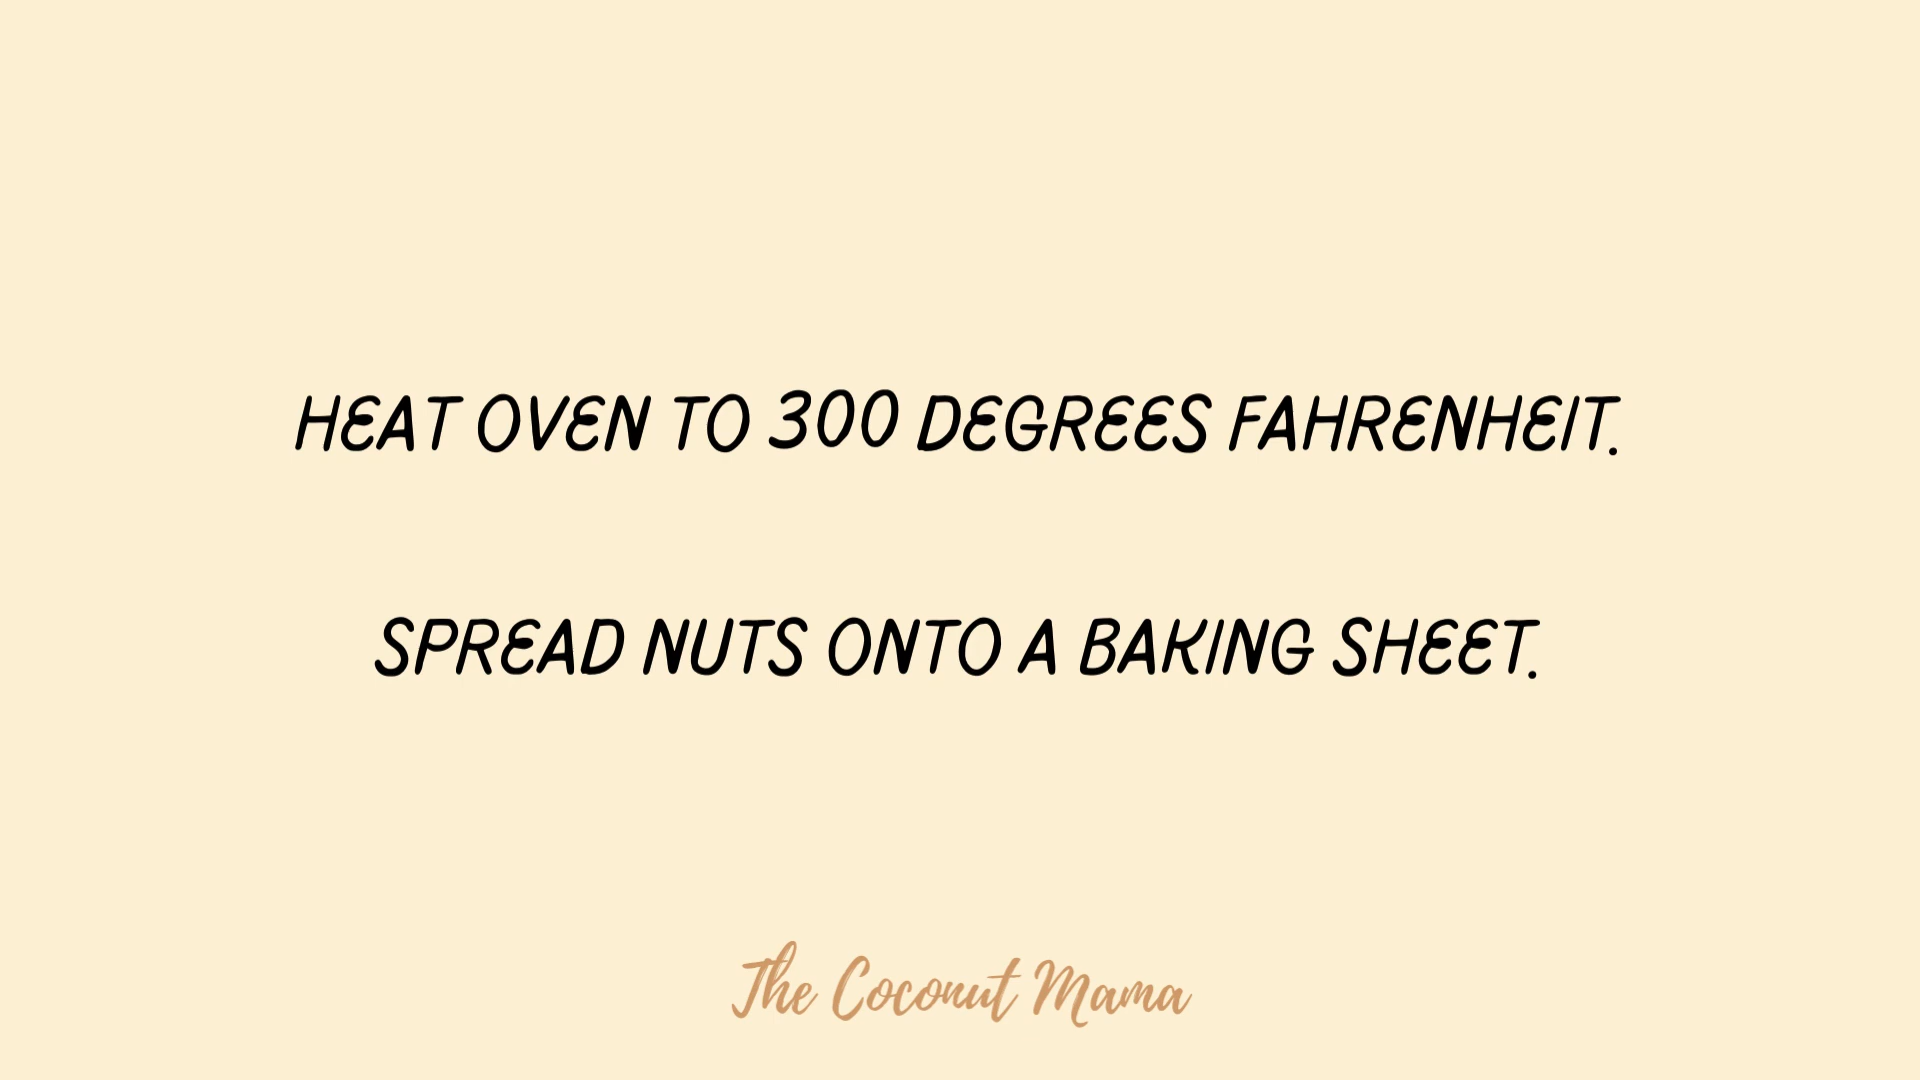 HEAT OVEN TO 300 DEGREES FAHRENHEIT.
SPREAD NUTS ONTO A BAKING SHEET.
The Coconut Mama